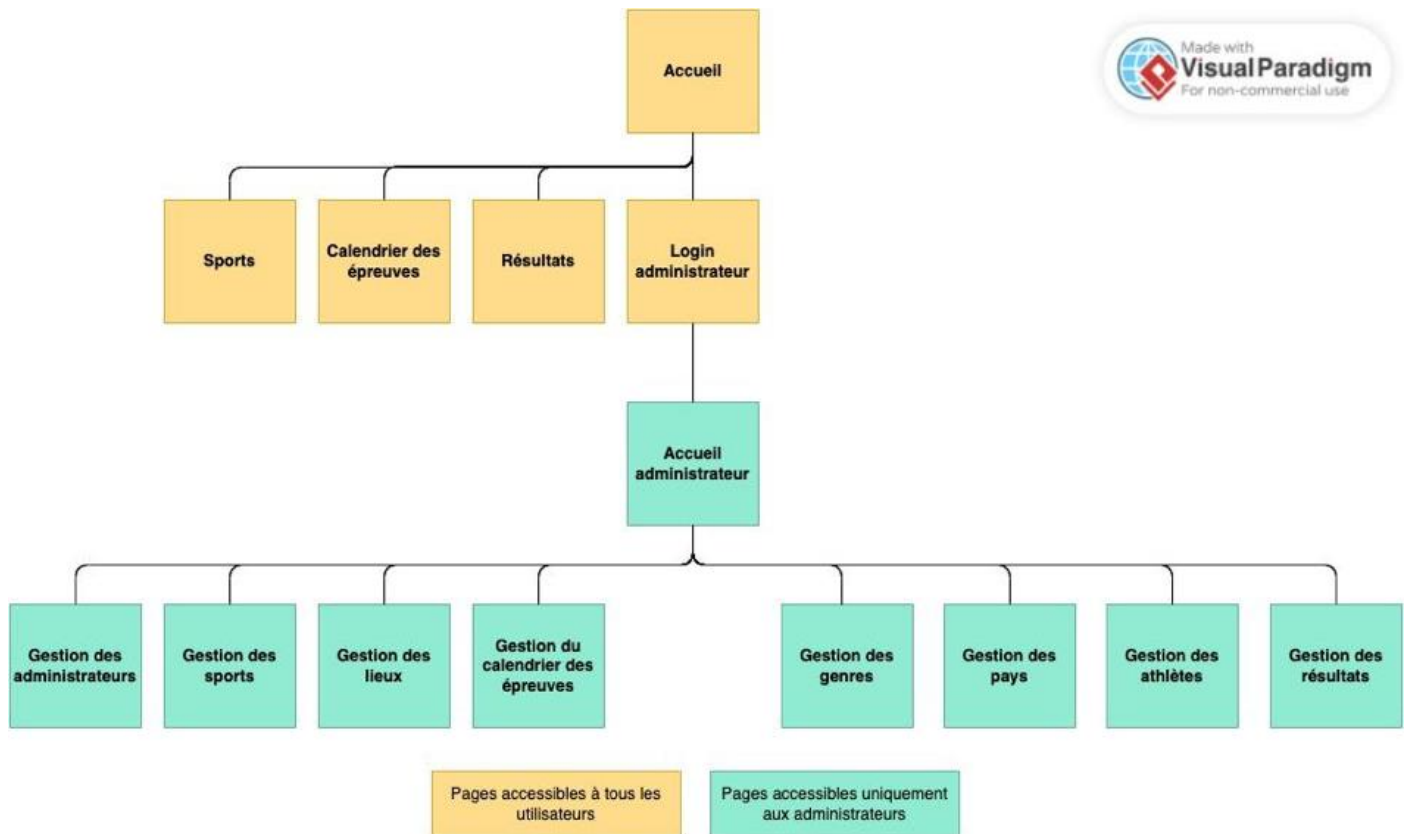 Accueil
Made with
Visual Paradigm
For non-commercial use
Sports
Calendrier des
épreuves
Résultats
Login
administrateur
Accueil
administrateur
Gestion des
administrateurs
Gestion des
sports
Gestion des
lieux
Gestion du
calendrier des
épreuves
Gestion des
genres
Gestion des
pays
Gestion des
athlètes
Gestion des
résultats
Pages accessibles à tous les
utilisateurs
Pages accessibles uniquement
aux administrateurs